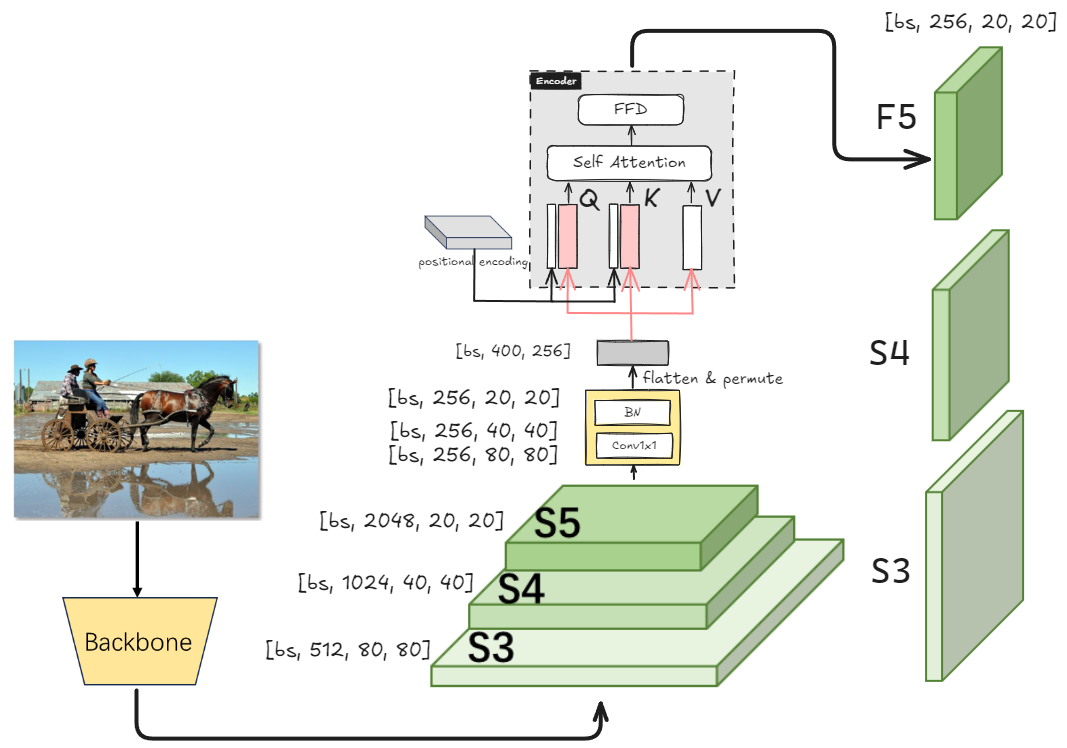 [bs, 256, 20, 20]
Encoder
FFD
F5
Self Attention
Q
K
V
positional encoding
[bs, 400, 256]
S4
flatten & permute
[bs, 256, 20, 20]
BN
[bs, 256, 40, 40]
Conv1x1
[bs, 256, 80, 80]
[bs, 2048, 20, 20]
S5
[bs, 1024, 40, 40]
S4
S3
Backbone
[bs, 512, 80, 80]
S3